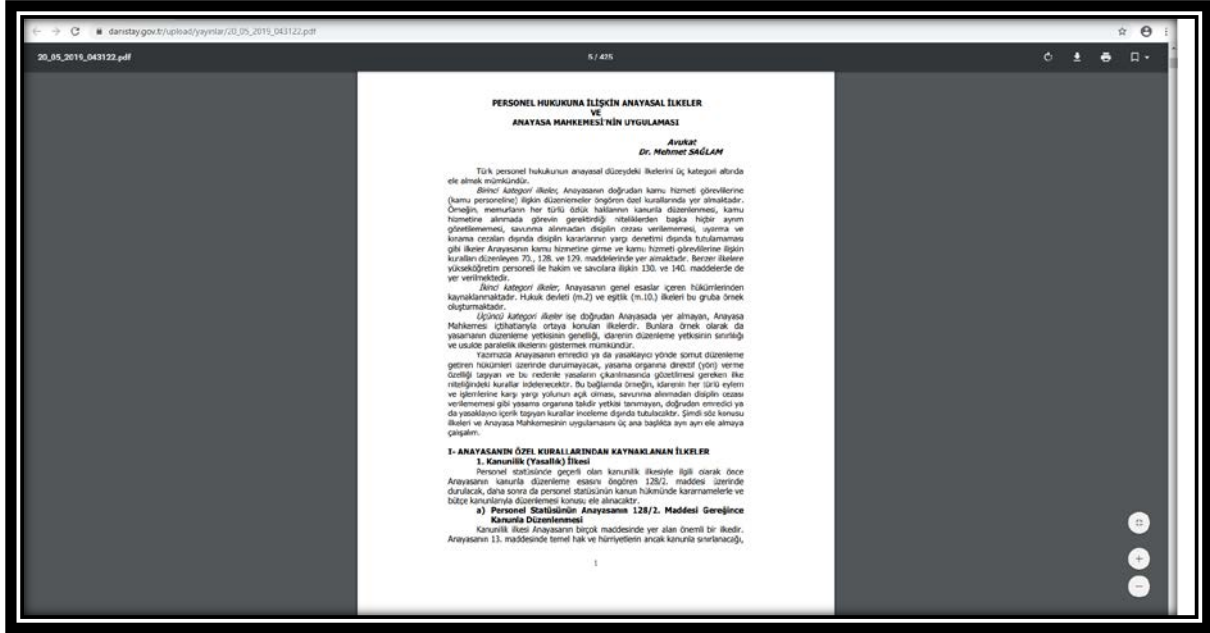 danistay.gov.tr/upload/yayinlar/20_05_2019_043122.pdf
20_05_2019_043122.pdf
5 / 425
PERSONEL HUKUKUNA İLİŞKİN ANAYASAL İLKELER
VE
ANAYASA MAHKEMESİ'NİN UYGULAMASI
Avukat
Dr. Mehmet SAĞLAM
Türk personel hukukunun anayasal düzeydeki ilkelerini üç kategori altında
ele almak mümkündür.
Birinci kategori ilkeler, Anayasanın doğrudan kamu hizmeti görevlilerine
(kamu personeline) ilişkin düzenlemeler öngören özel kurallarında yer almaktadır.
Örneğin, memurların her türlü özlük haklarının kanunla düzenlenmesi, kamu
hizmetine alınmada görevin gerektirdiği niteliklerden başka hiçbir ayrım
gözetilememesi, savunma alınmadan disiplin cezası verilememesi, uyarma ve
kınama cezaları dışında disiplin kararlarının yargı denetimi dışında tutulamaması
gibi ilkeler Anayasanın kamu hizmetine girme ve kamu hizmeti görevlilerine ilişkin
kuralları düzenleyen 70., 128. ve 129. maddelerinde yer almaktadır. Benzer ilkelere
yükseköğretim personeli ile hakim ve savcılara ilişkin 130. ve 140. maddelerde de
yer verilmektedir.
İkinci kategori ilkeler, Anayasanın genel esaslar içeren hükümlerinden
kaynaklanmaktadır. Hukuk devleti (m.2) ve eşitlik (m.10.) ilkeleri bu gruba örnek
oluşturmaktadır.
Üçüncü kategori ilkeler ise doğrudan Anayasada yer almayan, Anayasa
Mahkemesi içtihatlarıyla ortaya konulan ilkelerdir. Bunlara örnek olarak da
yasamanın düzenleme yetkisinin genelliği, idarenin düzenleme yetkisinin sınırlılığı
ve usulde paralellik ilkelerini göstermek mümkündür.
Yazımızda Anayasanın emredici ya da yasaklayıcı yönde somut düzenleme
getiren hükümleri üzerinde durulmayacak, yasama organına direktif (yön) verme
özelliği taşıyan ve bu nedenle yasaların çıkarılmasında gözetilmesi gereken ilke
niteliğindeki kurallar irdelenecektir. Bu bağlamda örneğin, idarenin her türlü eylem
ve işlemlerine karşı yargı yolunun açık olması, savunma alınmadan disiplin cezası
verilememesi gibi yasama organına takdir yetkisi tanımayan, doğrudan emredici ya
da yasaklayıcı içerik taşıyan kurallar inceleme dışında tutulacaktır. Şimdi söz konusu
ilkeleri ve Anayasa Mahkemesinin uygulamasını üç ana başlıkta ayrı ayrı ele almaya
çalışalım.
I- ANAYASANIN ÖZEL KURALLARINDAN KAYNAKLANAN İLKELER
1. Kanunilik (Yasallık) İlkesi
Personel statüsünde geçerli olan kanunilik ilkesiyle ilgili olarak önce
Anayasanın kanunla düzenleme esasını öngören 128/2. maddesi üzerinde
durulacak, daha sonra da personel statüsünün kanun hükmünde kararnamelerle ve
bütçe kanunlarıyla düzenlemesi konusu ele alınacaktır.
a) Personel Statüsünün Anayasanın 128/2. Maddesi Gereğince
Kanunla Düzenlenmesi
Kanunilik ilkesi Anayasanın birçok maddesinde yer alan önemli bir ilkedir.
Anayasanın 13. maddesinde temel hak ve hürriyetlerin ancak kanunla sınırlanacağı,
1